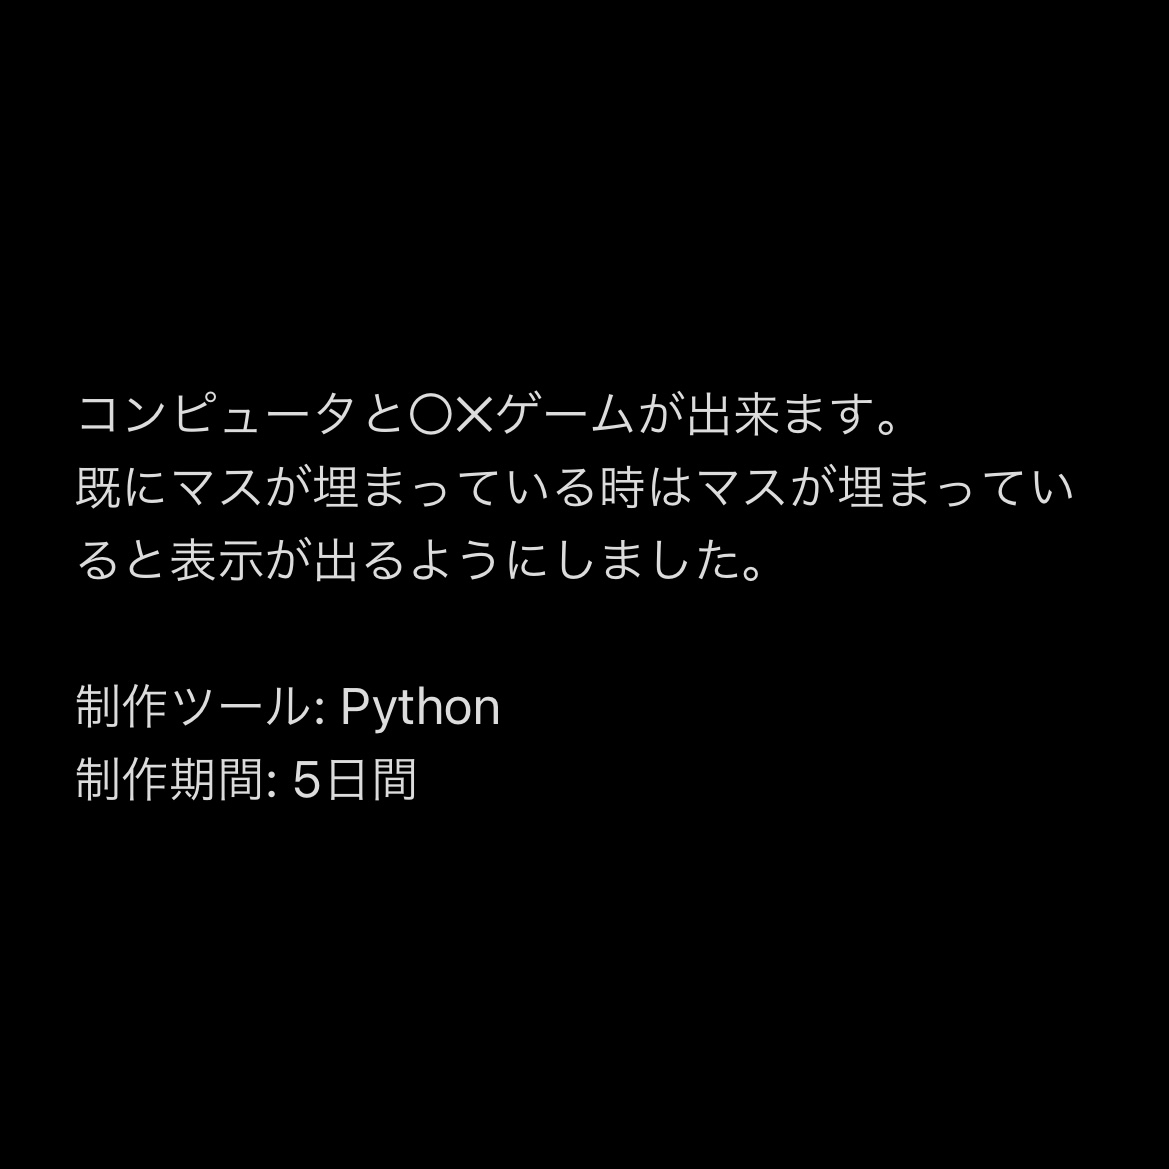 コンピュータと〇✕ゲームが出来ます。
既にマスが埋まっている時はマスが埋まってい
ると表示が出るようにしました。
制作ツール: Python
制作期間: 5日間